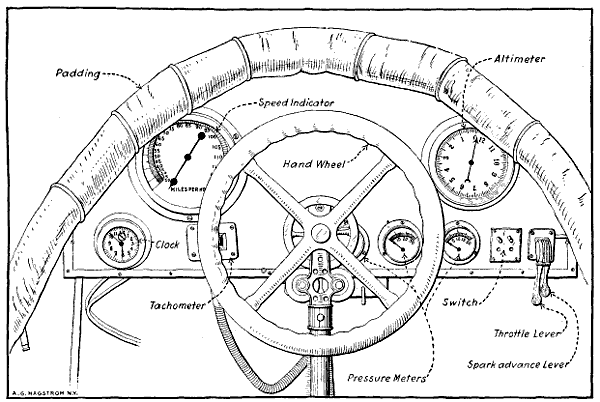 Padding
Altimeter
Speed Indicator
Hand Wheel
MILES PER HOUR
Clock
Tachometer
Switch
Throttle Lever
Spark advance Lever
Pressure Meters
A. G. HAGSTROM N.Y.